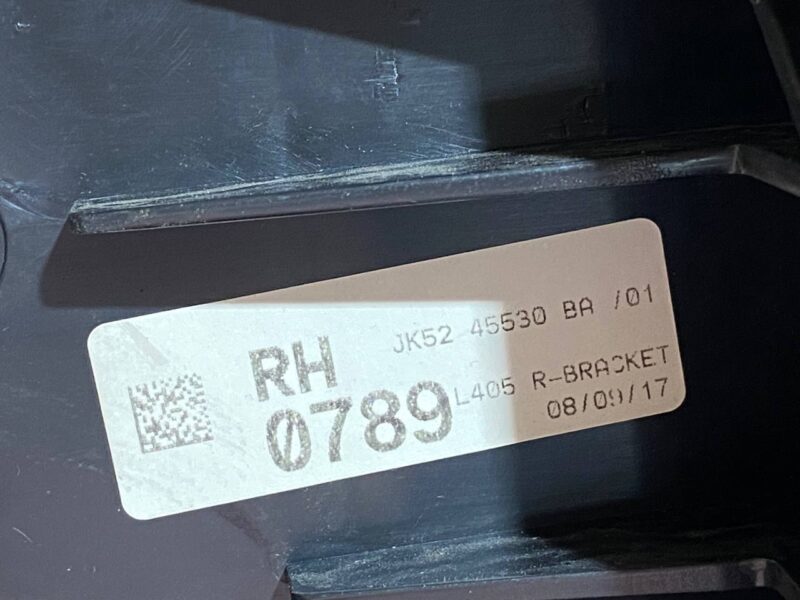 RH
0789
JK52 45530 BA /01
L405 R-BRACKET
08/09/17